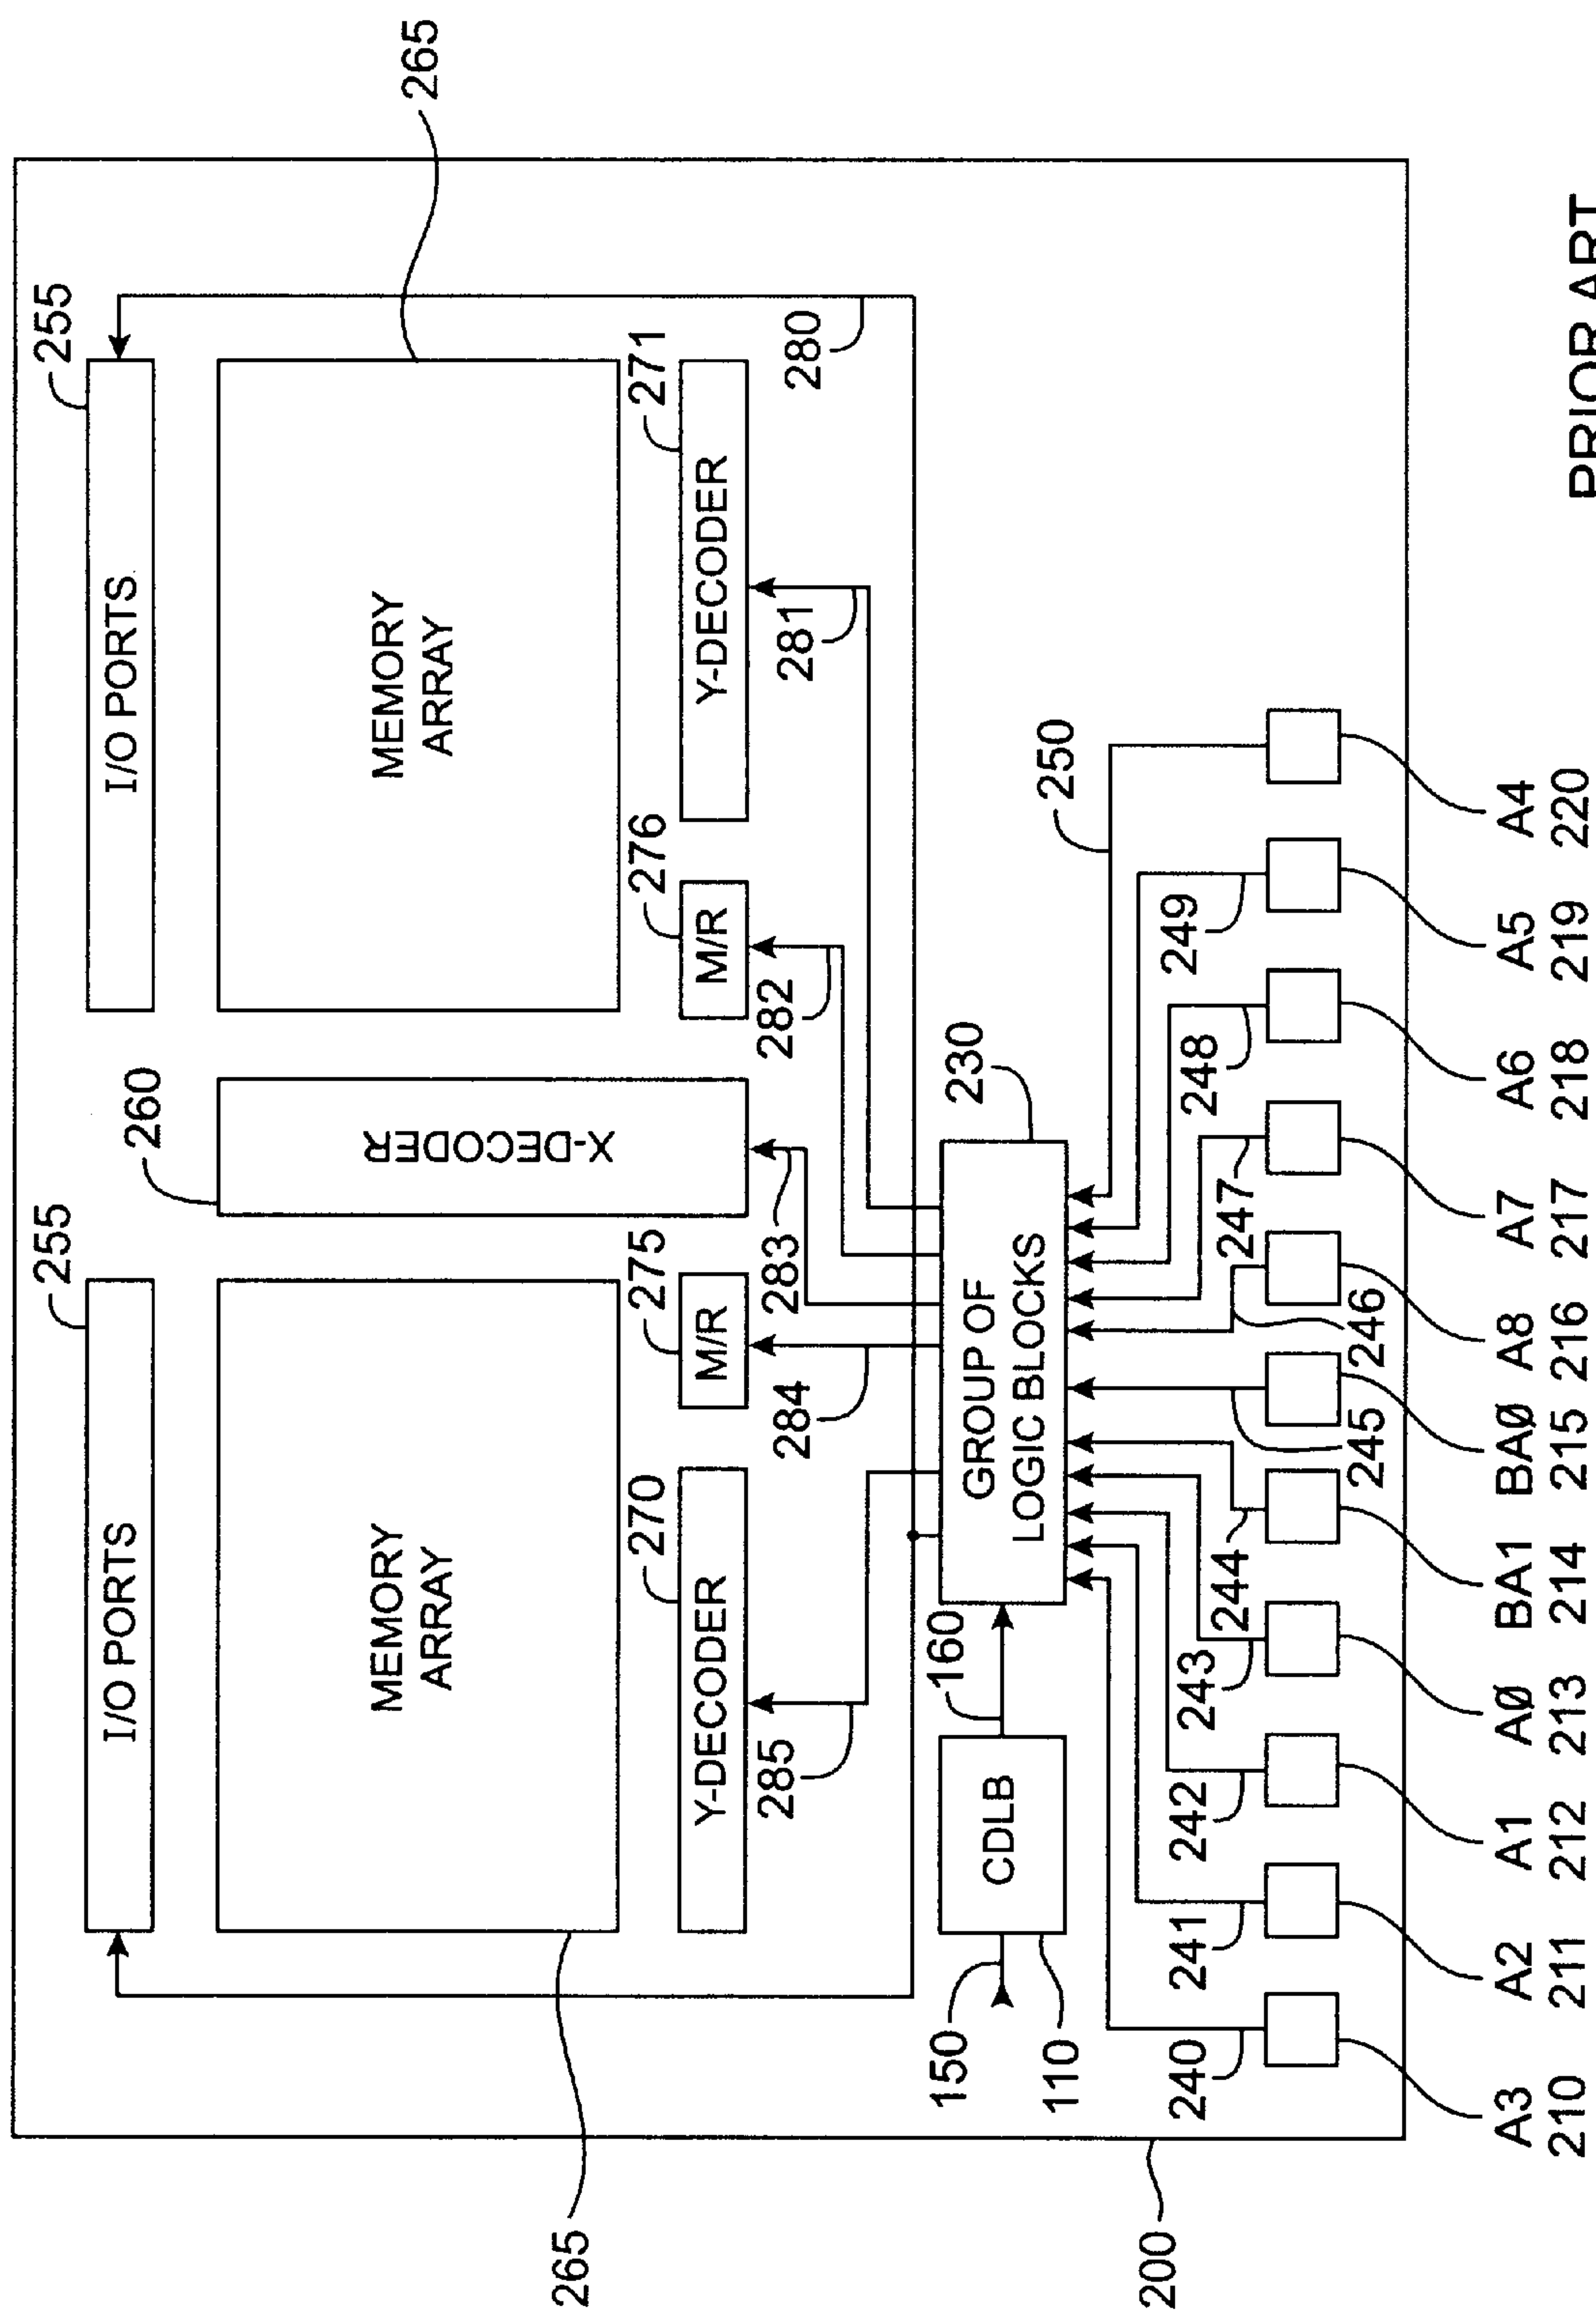 255
255
265
I/O PORTS
I/O PORTS
260
MEMORY
ARRAY
X-DECODER
MEMORY
ARRAY
265
270
275
276
271
Y-DECODER
M/R
M/R
Y-DECODER
285
284
283
282
281
280
150
110
CDLB
160
GROUP OF
LOGIC BLOCKS
230
250
240
241
242
243
244
245
246
247
248
249
200
A3
A2
A1
AØ
BA1
BAØ
A8
A7
A6
A5
A4
210
211
212
213
214
215
216
217
218
219
220
PRIOR ART